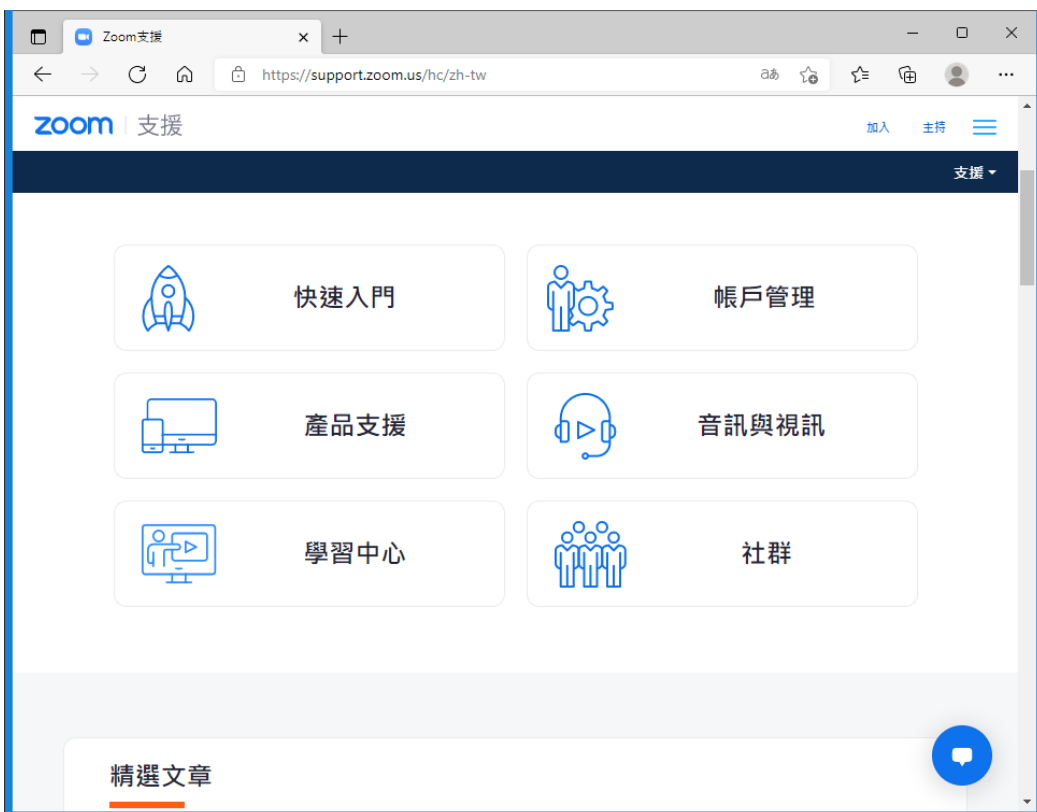 Zoom支援
https://support.zoom.us/hc/zh-tw
aあ
zoom 支援
加入 主持
支援
快速入門
帳戶管理
產品支援
音訊與視訊
學習中心
社群
精選文章